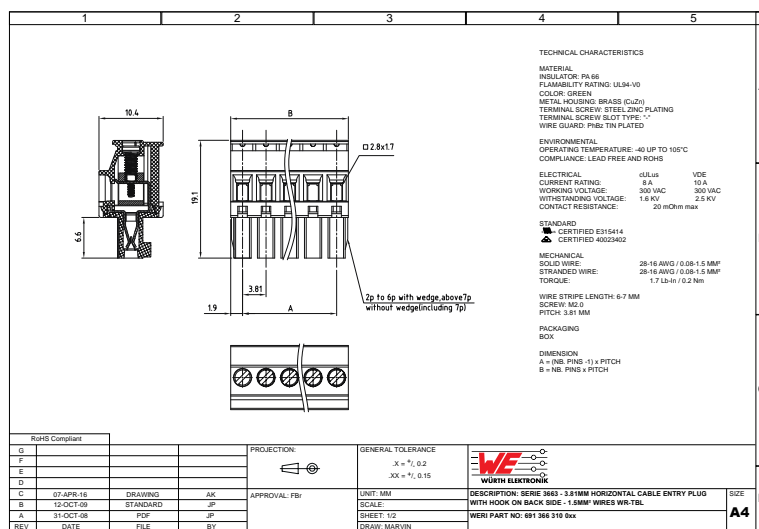 1 2 3 4 5
TECHNICAL CHARACTERISTICS
MATERIAL
INSULATOR: PA 66
FLAMABILITY RATING: UL94-V0
COLOR: GREEN
METAL HOUSING: BRASS (CuZn)
TERMINAL SCREW: STEEL ZINC PLATING
TERMINAL SCREW SLOT TYPE: "-"
WIRE GUARD: PhBz TIN PLATED
ENVIRONMENTAL
OPERATING TEMPERATURE: -40 UP TO 105°C
COMPLIANCE: LEAD FREE AND ROHS
ELECTRICAL cULus VDE
CURRENT RATING: 8 A 10 A
WORKING VOLTAGE: 300 VAC 300 VAC
WITHSTANDING VOLTAGE: 1.6 KV 2.5 KV
CONTACT RESISTANCE: 20 mOhm max
STANDARD
CERTIFIED E315414
CERTIFIED 40023402
MECHANICAL
SOLID WIRE: 28-16 AWG / 0.08-1.5 MM²
STRANDED WIRE: 28-16 AWG / 0.08-1.5 MM²
TORQUE: 1.7 Lb-In / 0.2 Nm
WIRE STRIPE LENGTH: 6-7 MM
SCREW: M2.0
PITCH: 3.81 MM
PACKAGING
BOX
DIMENSION
A = (NB. PINS -1) x PITCH
B = NB. PINS x PITCH
10.4
B
2.8x1.7
19.1
6.6
3.81
1.9
A
2p to 6p with wedge,above7p
without wedge(including 7p)
RoHS Compliant
G
F
E
D
C 07-APR-16 DRAWING AK
B 12-OCT-09 STANDARD JP
A 31-OCT-08 PDF JP
REV DATE FILE BY
PROJECTION:
APPROVAL: FBr
GENERAL TOLERANCE
.X = +/- 0.2
.XX = +/- 0.15
UNIT: MM
SCALE:
SHEET: 1/2
DRAW: MARVIN
WE
WÜRTH ELEKTRONIK
DESCRIPTION: SERIE 3663 - 3.81MM HORIZONTAL CABLE ENTRY PLUG
WITH HOOK ON BACK SIDE - 1.5MM² WIRES WR-TBL
WERI PART NO: 691 366 310 0xx
SIZE
A4